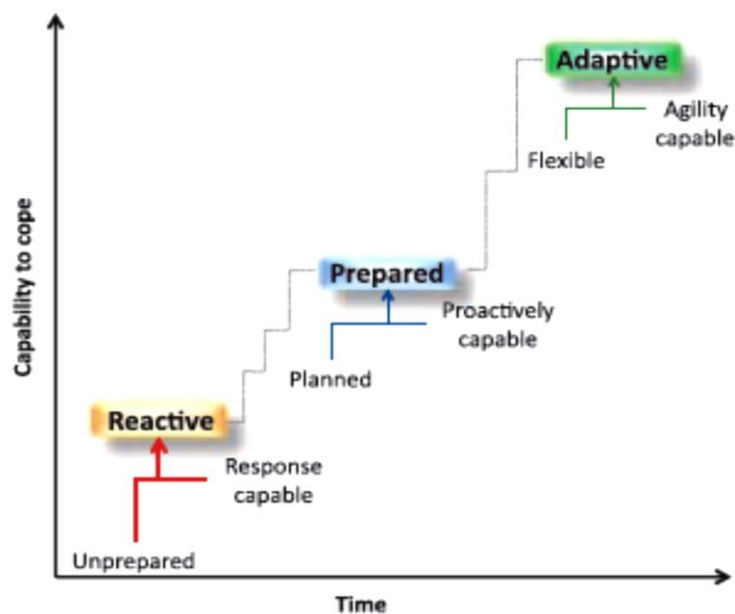 Adaptive
Agility
capable
Flexible
Capability to cope
Prepared
Proactively
capable
Planned
Reactive
Response
capable
Unprepared
Time